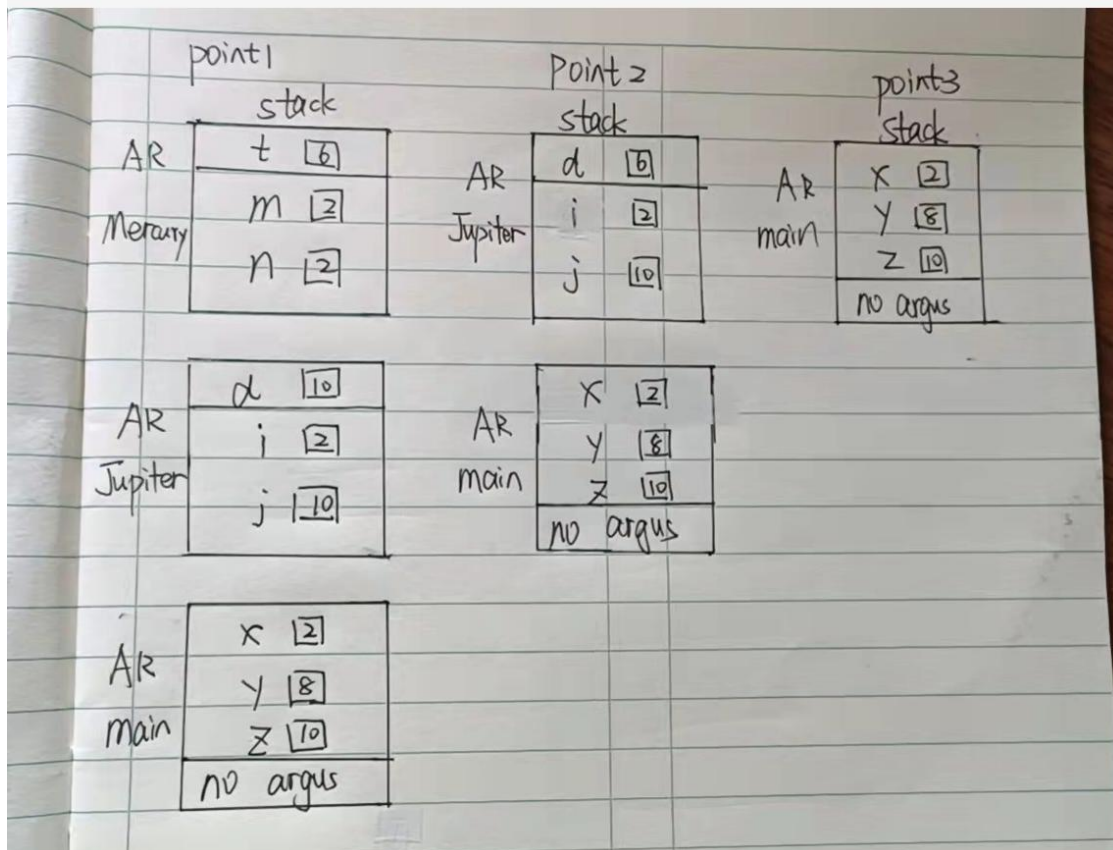 point1
stack
AR
Mercury
t 6
m 2
n 2
AR
Jupiter
d 10
i 2
j 10
AR
main
x 2
y 8
z 10
no argus
Point 2
stack
AR
Jupiter
d 6
i 2
j 10
AR
main
x 2
y 8
z 10
no argus
point3
stack
AR
main
x 2
y 8
z 10
no argus